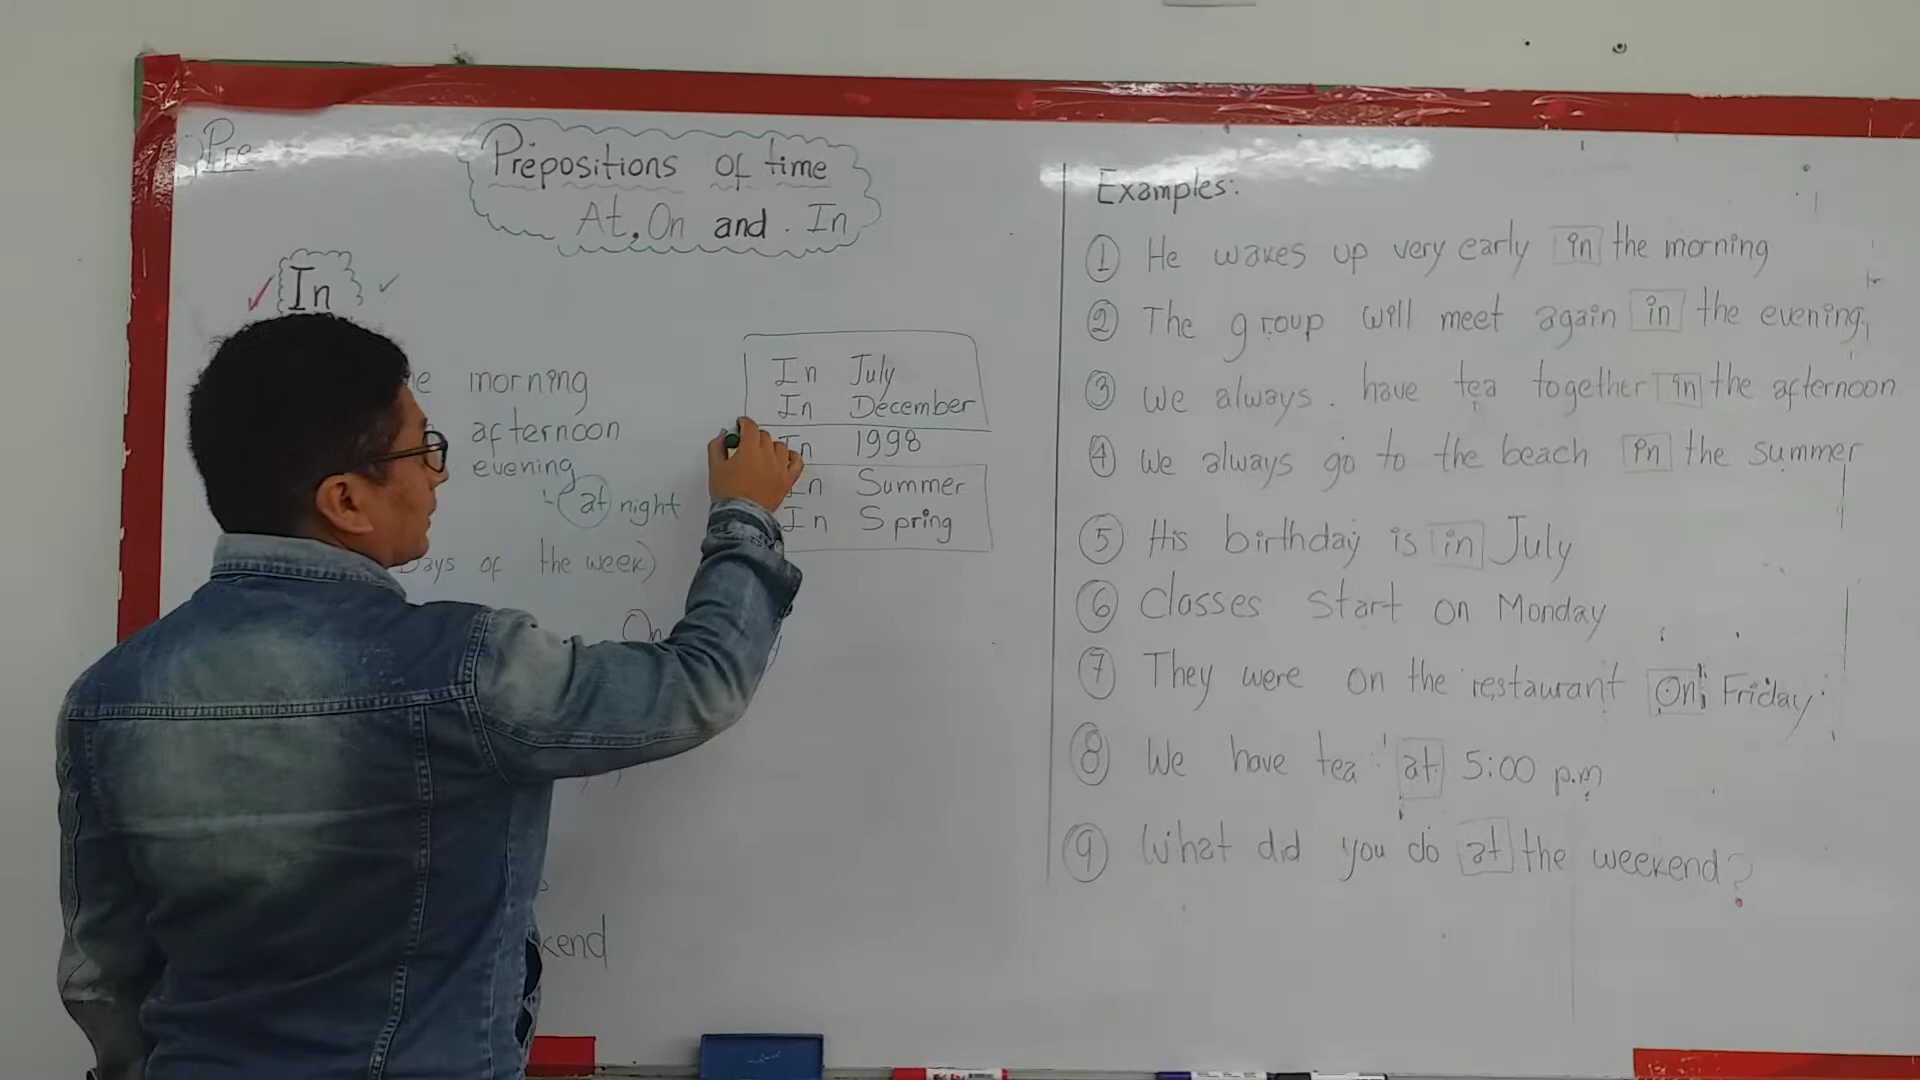 Pre
Prepositions of time
At, On and In
In
morning
afternoon
evening
at night
Days of the week)
On
kend
In July
In December
In 1998
In Summer
In Spring
Examples:
① He wakes up very early in the morning
② The group will meet again in the evening,
③ We always have tea together in the afternoon
④ We always go to the beach in the summer
⑤ His birthday is in July
⑥ Classes start on Monday
⑦ They were on the restaurant On Friday
⑧ We have tea at 5:00 p.m
⑨ What did you do at the weekend?